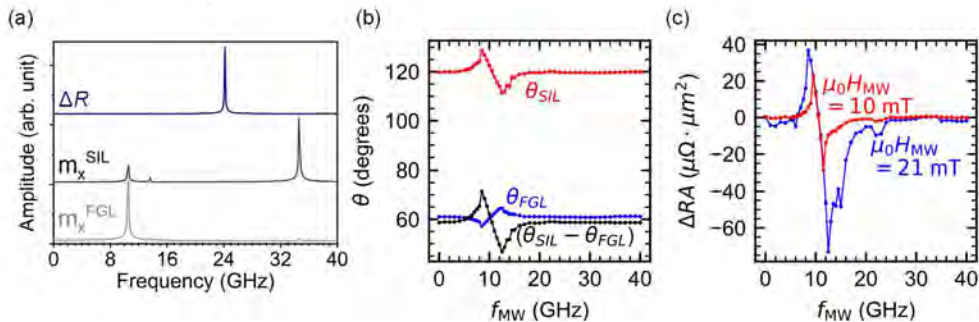 (a)
Amplitude (arb. unit)
ΔR
m_x^SIL
m_x^FGL
0 8 16 24 32 40
Frequency (GHz)
(b)
θ (degrees)
120
90
60
θ_SIL
θ_FGL
(θ_SIL − θ_FGL)
0 10 20 30 40
f_MW (GHz)
(c)
ΔRA (μΩ · μm²)
40
20
0
−20
−40
−60
μ₀H_MW
= 10 mT
μ₀H_MW
= 21 mT
0 10 20 30 40
f_MW (GHz)